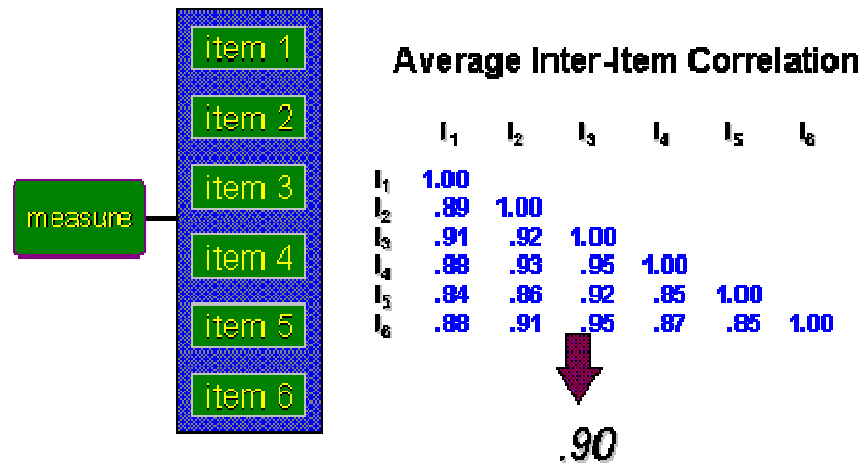 measure
item 1
item 2
item 3
item 4
item 5
item 6
Average Inter-Item Correlation
I₁ I₂ I₃ I₄ I₅ I₆
I₁ 1.00
I₂ .89 1.00
I₃ .91 .92 1.00
I₄ .88 .93 .95 1.00
I₅ .84 .86 .92 .85 1.00
I₆ .88 .91 .95 .87 .85 1.00
.90